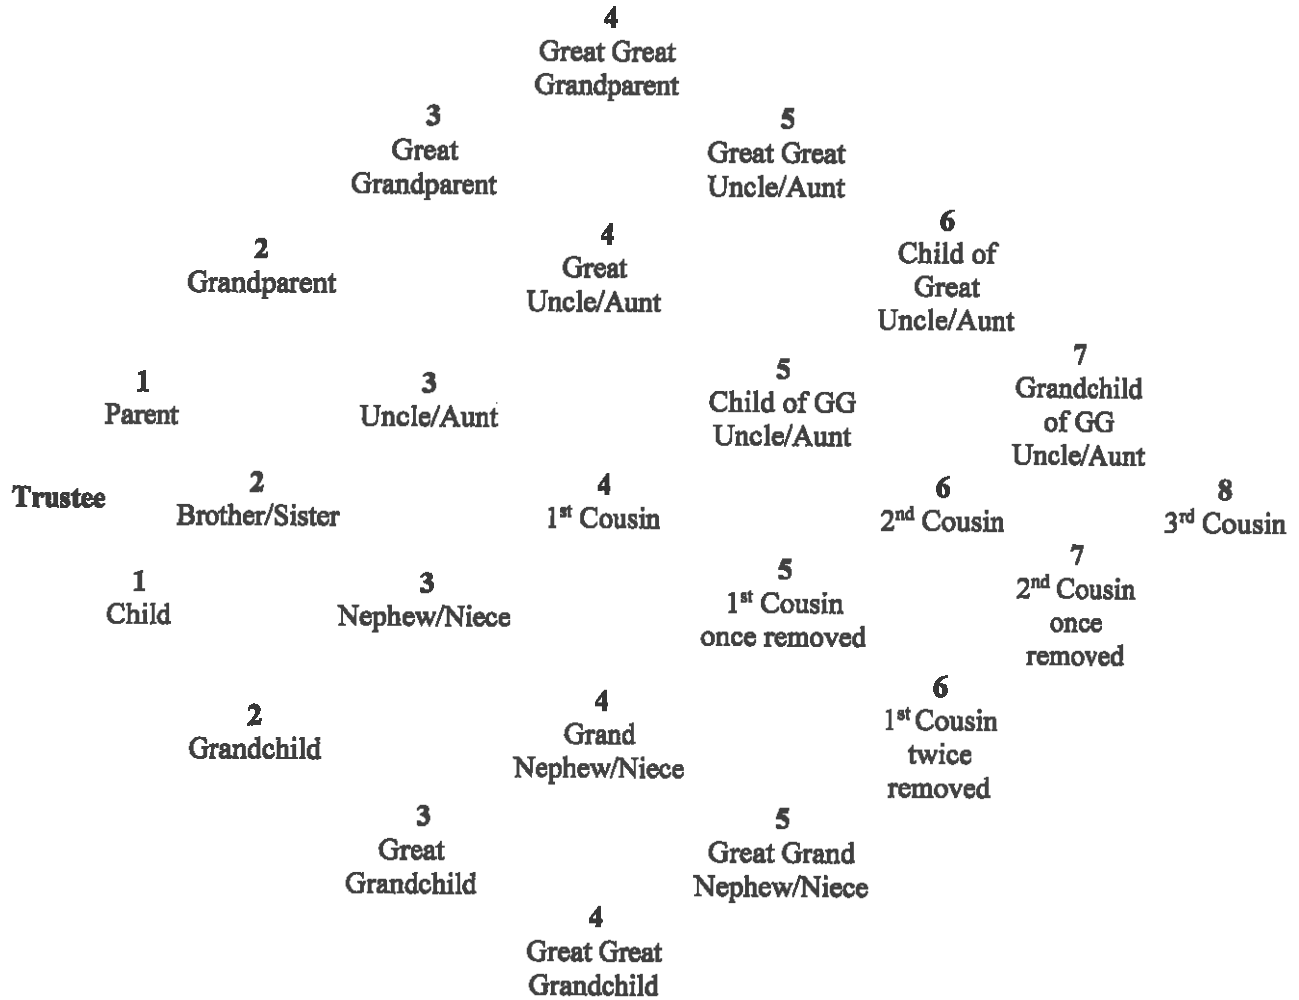 4
Great Great
Grandparent
3
Great
Grandparent
5
Great Great
Uncle/Aunt
2
Grandparent
4
Great
Uncle/Aunt
6
Child of
Great
Uncle/Aunt
1
Parent
3
Uncle/Aunt
5
Child of GG
Uncle/Aunt
7
Grandchild
of GG
Uncle/Aunt
Trustee
2
Brother/Sister
4
1st Cousin
6
2nd Cousin
8
3rd Cousin
1
Child
3
Nephew/Niece
5
1st Cousin
once removed
7
2nd Cousin
once
removed
2
Grandchild
4
Grand
Nephew/Niece
6
1st Cousin
twice
removed
3
Great
Grandchild
5
Great Grand
Nephew/Niece
4
Great Great
Grandchild